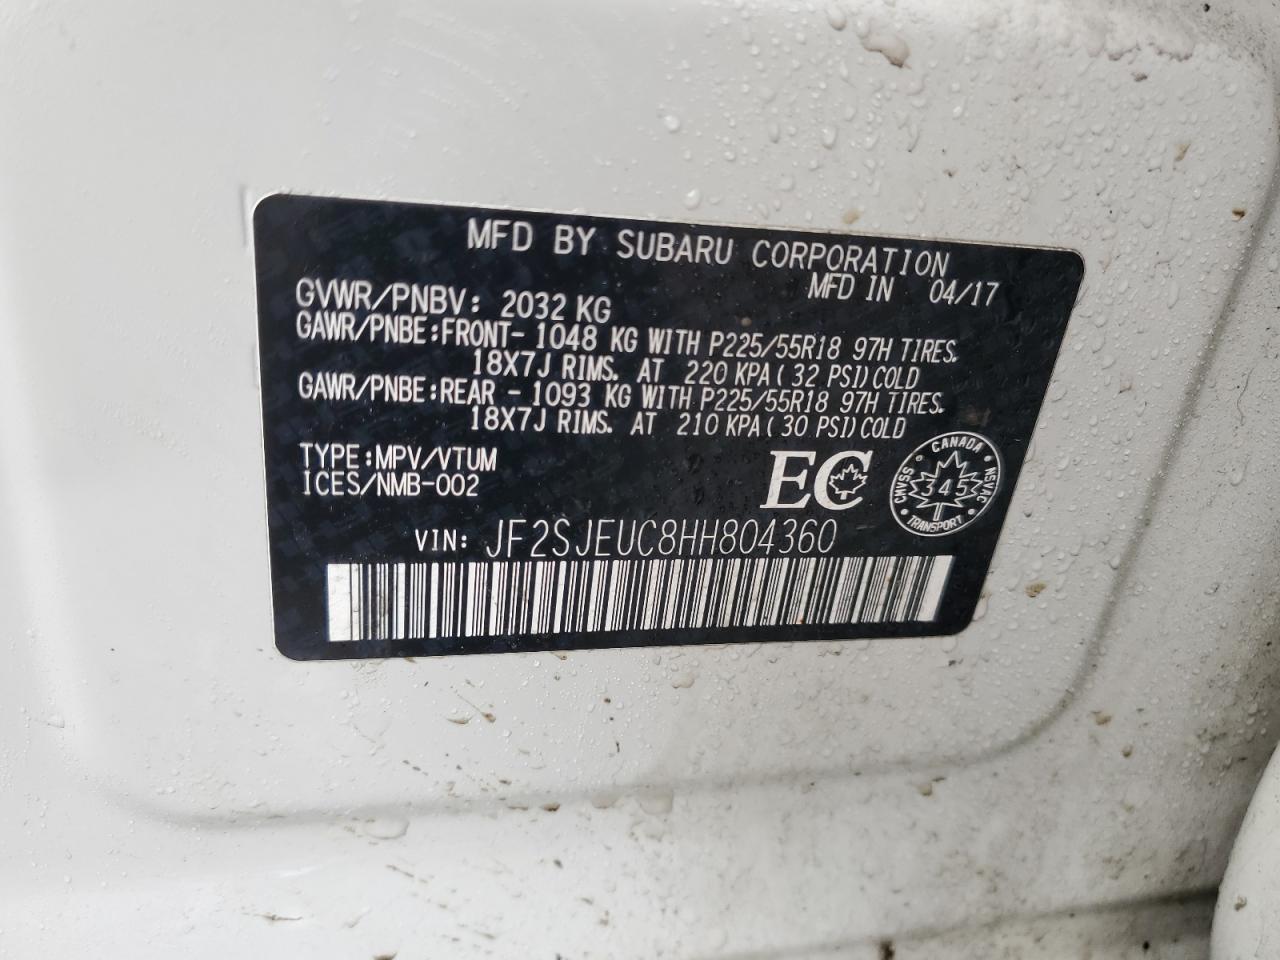 MFD BY SUBARU CORPORATION
MFD IN 04/17
GVWR/PNBV: 2032 KG
GAWR/PNBE:FRONT- 1048 KG WITH P225/55R18 97H TIRES.
18X7J RIMS. AT 220 KPA(32 PSI)COLD
GAWR/PNBE:REAR - 1093 KG WITH P225/55R18 97H TIRES.
18X7J RIMS. AT 210 KPA(30 PSI)COLD
TYPE:MPV/VTUM
ICES/NMB-002
EC
CANADA
CMVSS 345 NSVAC
TRANSPORT
VIN: JF2SJEUC8HH804360